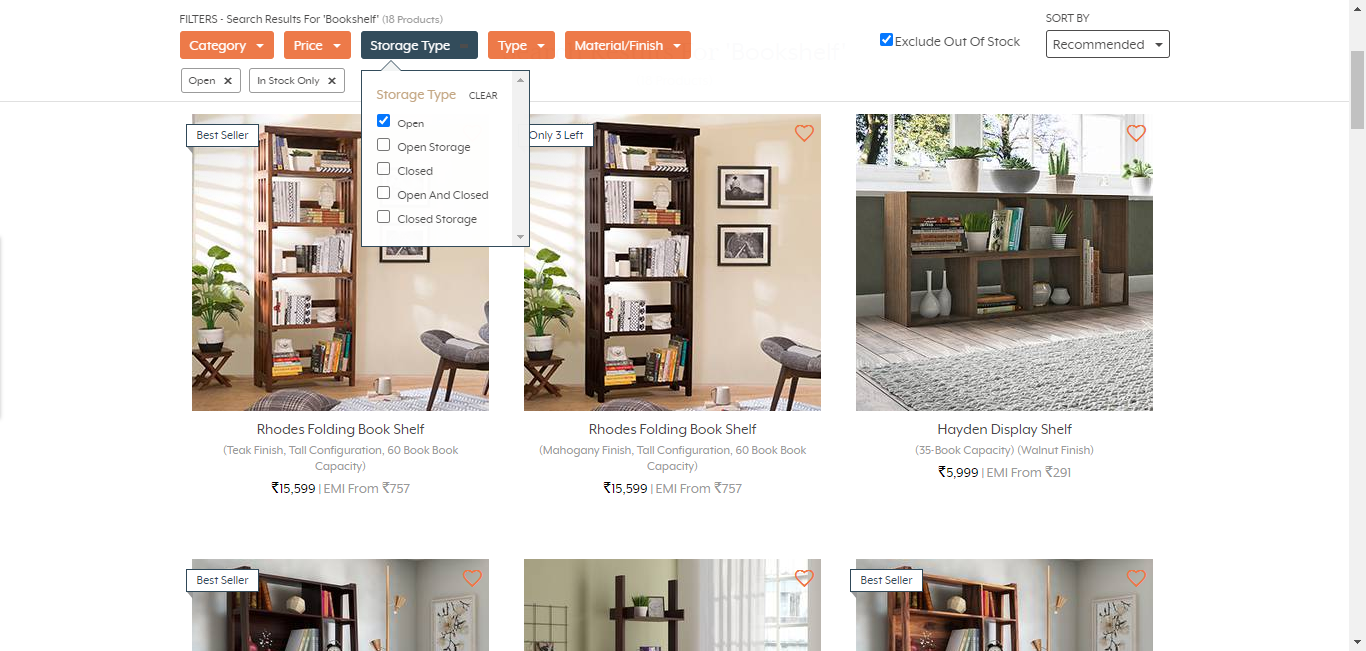 FILTERS - Search Results For 'Bookshelf' (18 Products)
SORT BY
Category
Price
Storage Type
Type
Material/Finish
Exclude Out Of Stock
Recommended
Open ✕
In Stock Only ✕
Storage Type CLEAR
Open
Open Storage
Closed
Open And Closed
Closed Storage
Best Seller
Only 3 Left
Rhodes Folding Book Shelf
(Teak Finish, Tall Configuration, 60 Book Book
Capacity)
₹15,599 | EMI From ₹757
Rhodes Folding Book Shelf
(Mahogany Finish, Tall Configuration, 60 Book Book
Capacity)
₹15,599 | EMI From ₹757
Hayden Display Shelf
(35-Book Capacity) (Walnut Finish)
₹5,999 | EMI From ₹291
Best Seller
Best Seller